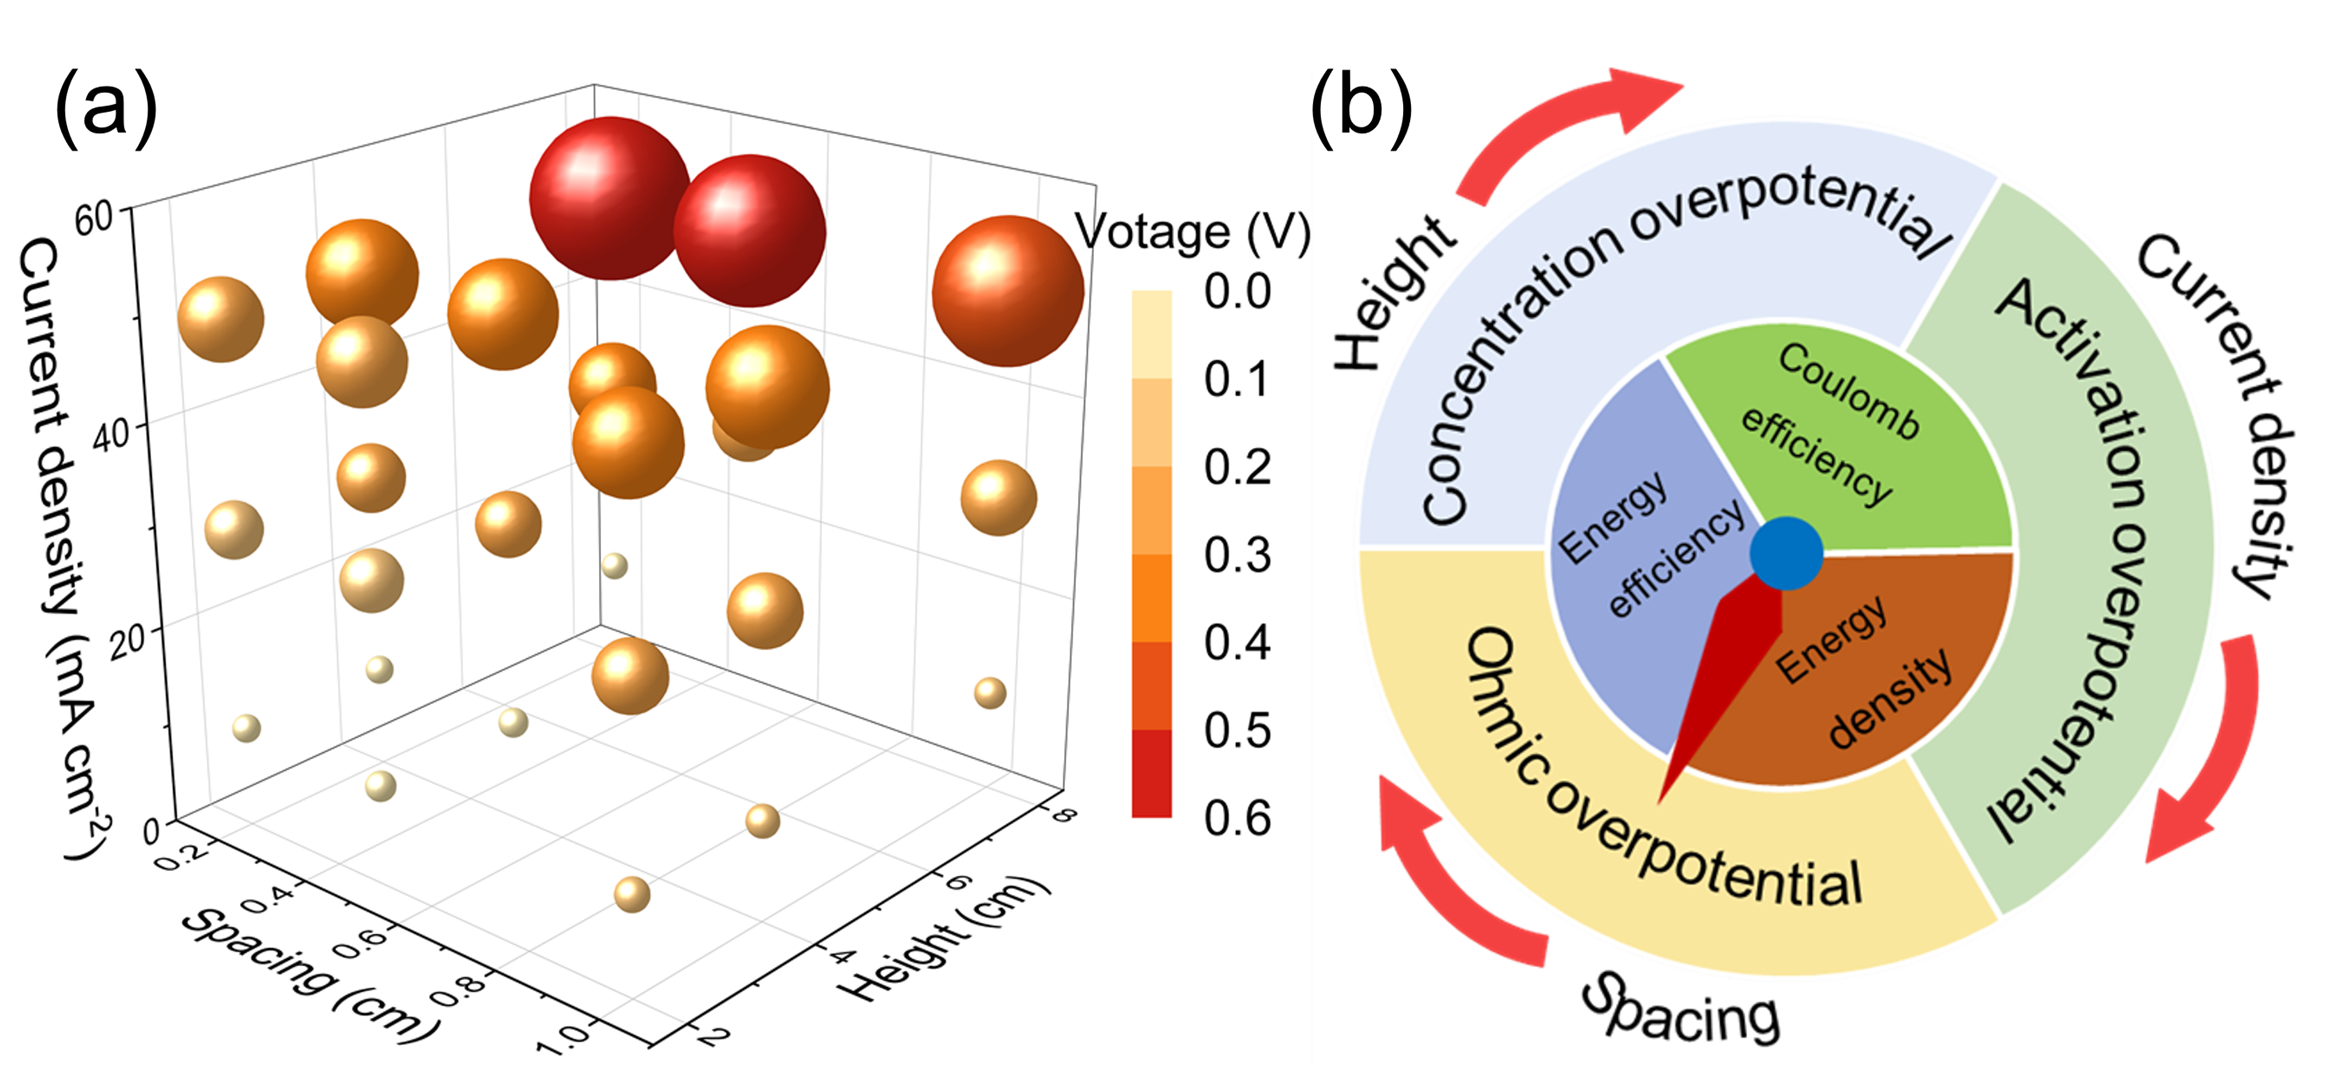 (a)
60
40
20
0
Current density (mA cm-2)
0.2
0.4
0.6
0.8
1.0
Spacing (cm)
2
4
6
8
Height (cm)
Votage (V)
0.0
0.1
0.2
0.3
0.4
0.5
0.6
(b)
Height
Concentration overpotential
Current density
Activation overpotential
Coulomb
efficiency
Energy
efficiency
Energy
density
Ohmic overpotential
Spacing